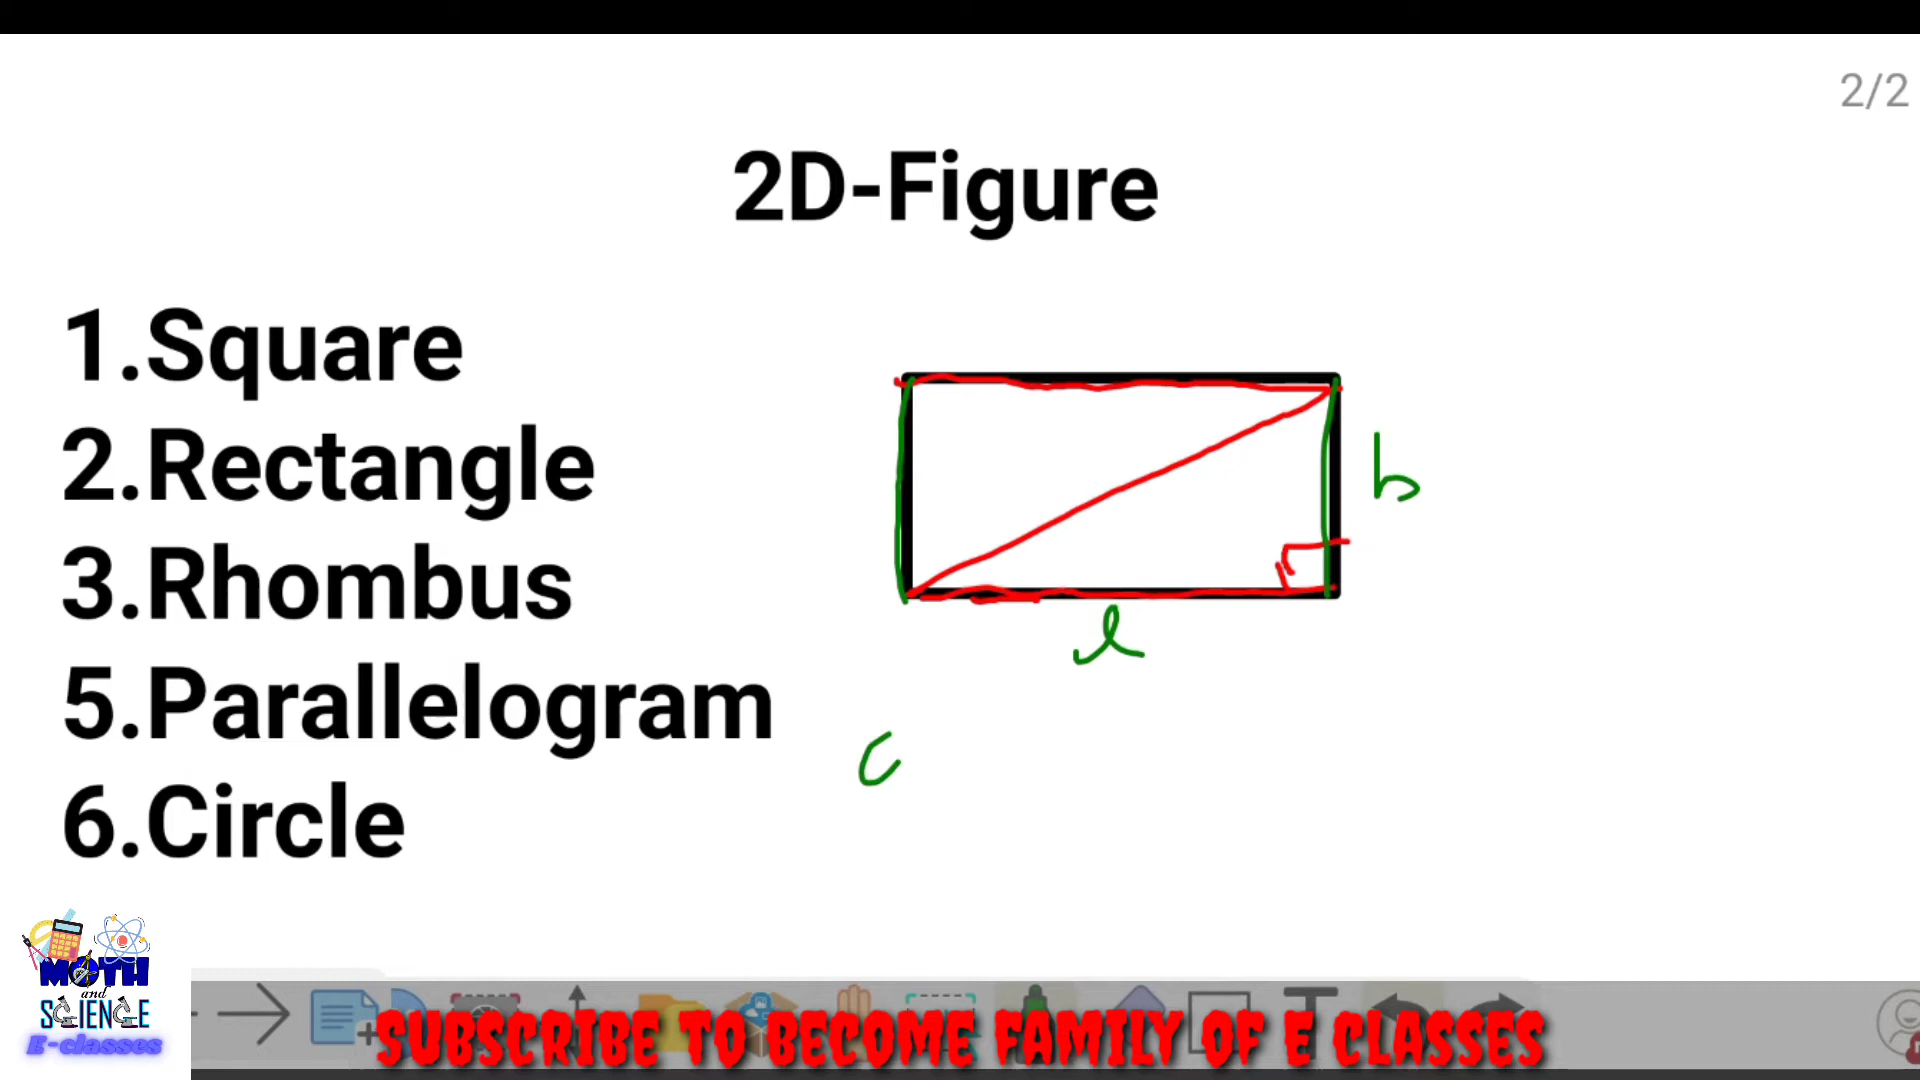 2/2
2D-Figure
1.Square
2.Rectangle
3.Rhombus
5.Parallelogram
6.Circle
b
l
C
MATH
and
SCIENCE
E-classes
T
SUBSCRIBE TO BECOME FAMILY OF E CLASSES